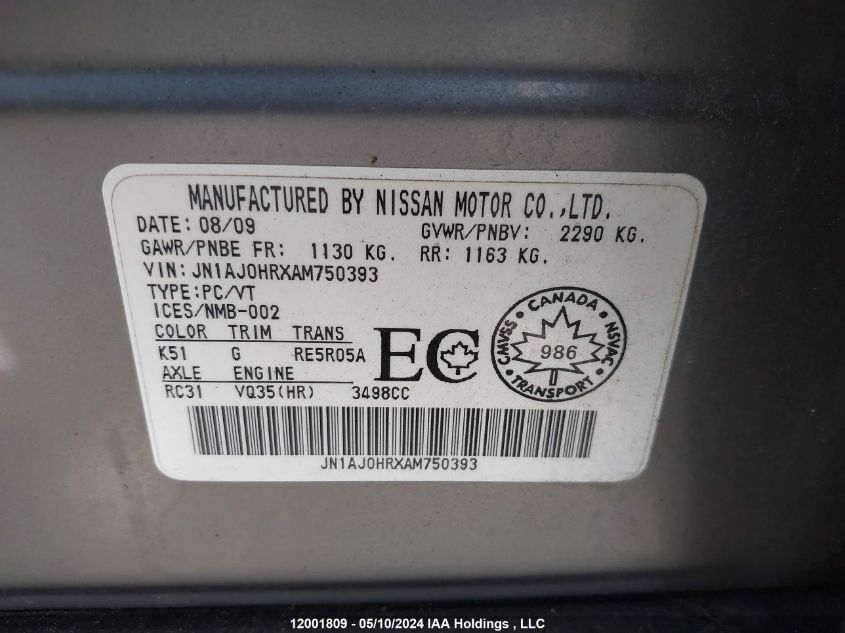 MANUFACTURED BY NISSAN MOTOR CO.,LTD.
DATE: 08/09 GVWR/PNBV: 2290 KG.
GAWR/PNBE FR: 1130 KG. RR: 1163 KG.
VIN: JN1AJ0HRXAM750393
TYPE:PC/VT
ICES/NMB-002
COLOR TRIM TRANS
K51 G RE5R05A
AXLE ENGINE
RC31 VQ35(HR) 3498CC
EC
CANADA
CMVSS 986 NSVAC
TRANSPORT
JN1AJ0HRXAM750393
12001809 - 05/10/2024 IAA Holdings , LLC